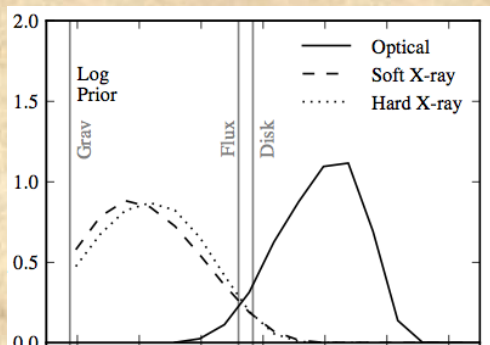 2.0
1.5
1.0
0.5
0.0
Log
Prior
Grav
Flux
Disk
Optical
Soft X-ray
Hard X-ray